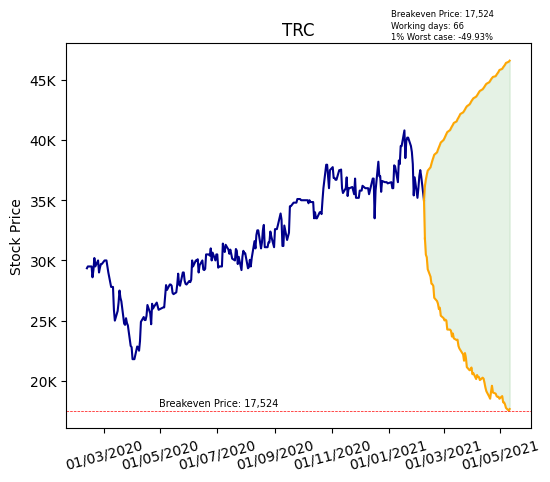 Breakeven Price: 17,524
Working days: 66
1% Worst case: -49.93%
TRC
Stock Price
45K
40K
35K
30K
25K
20K
Breakeven Price: 17,524
01/03/2020
01/05/2020
01/07/2020
01/09/2020
01/11/2020
01/01/2021
01/03/2021
01/05/2021